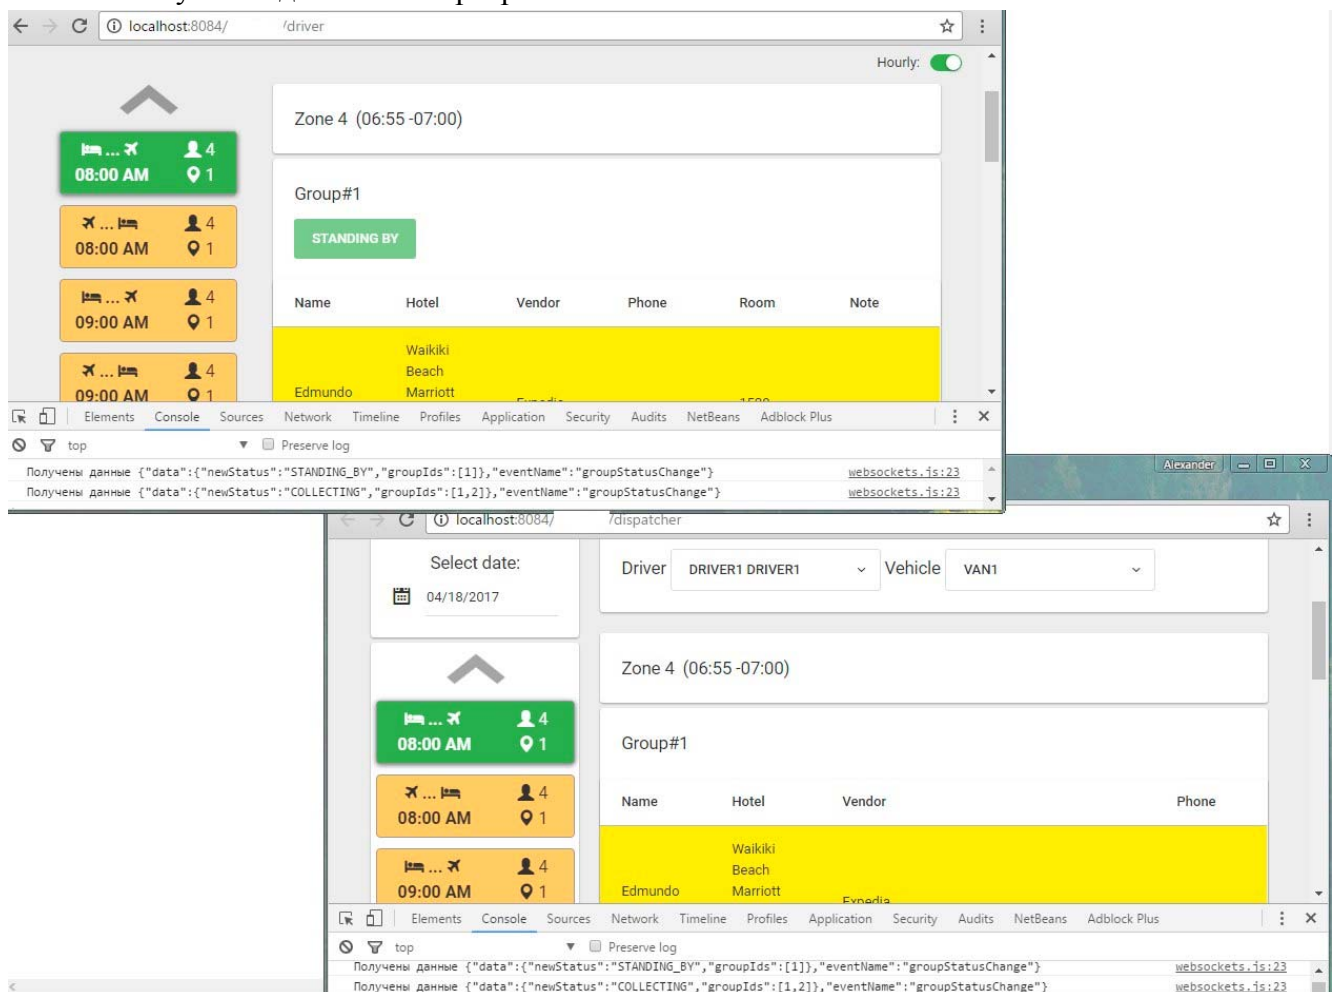 localhost:8084/ /driver
Hourly:
Zone 4 (06:55 -07:00)
... 4
08:00 AM 1
Group#1
... 4
08:00 AM 1
STANDING BY
... 4
09:00 AM 1
Name Hotel Vendor Phone Room Note
... 4
09:00 AM 1
Waikiki
Beach
Edmundo Marriott
Elements Console Sources Network Timeline Profiles Application Security Audits NetBeans Adblock Plus
top Preserve log
Получены данные {"data":{"newStatus":"STANDING_BY","groupIds":[1]},"eventName":"groupStatusChange"} websockets.js:23
Получены данные {"data":{"newStatus":"COLLECTING","groupIds":[1,2]},"eventName":"groupStatusChange"} websockets.js:23
Alexander
localhost:8084/ /dispatcher
Select date:
04/18/2017
Driver DRIVER1 DRIVER1 Vehicle VAN1
Zone 4 (06:55 -07:00)
... 4
08:00 AM 1
Group#1
... 4
08:00 AM 1
Name Hotel Vendor Phone
... 4
09:00 AM 1
Waikiki
Beach
Edmundo Marriott
Expedia
Elements Console Sources Network Timeline Profiles Application Security Audits NetBeans Adblock Plus
top Preserve log
Получены данные {"data":{"newStatus":"STANDING_BY","groupIds":[1]},"eventName":"groupStatusChange"} websockets.js:23
Получены данные {"data":{"newStatus":"COLLECTING","groupIds":[1,2]},"eventName":"groupStatusChange"} websockets.js:23